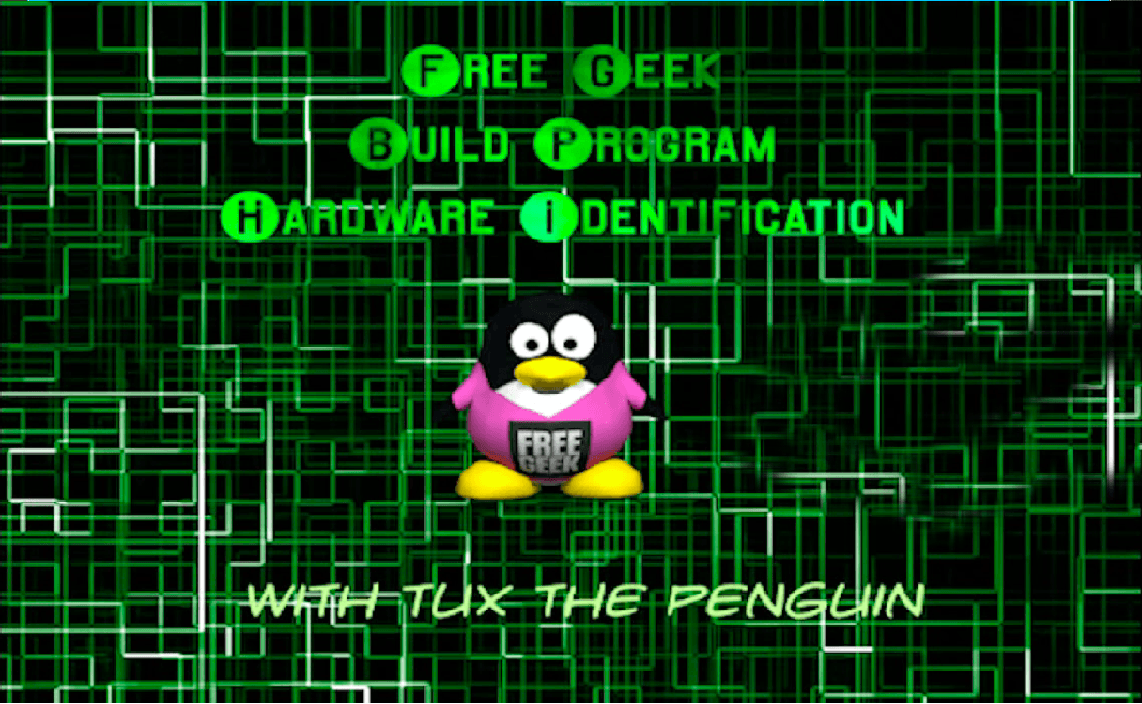 FREE GEEK
BUILD PROGRAM
HARDWARE IDENTIFICATION
FREE
GEEK
WITH TUX THE PENGUIN